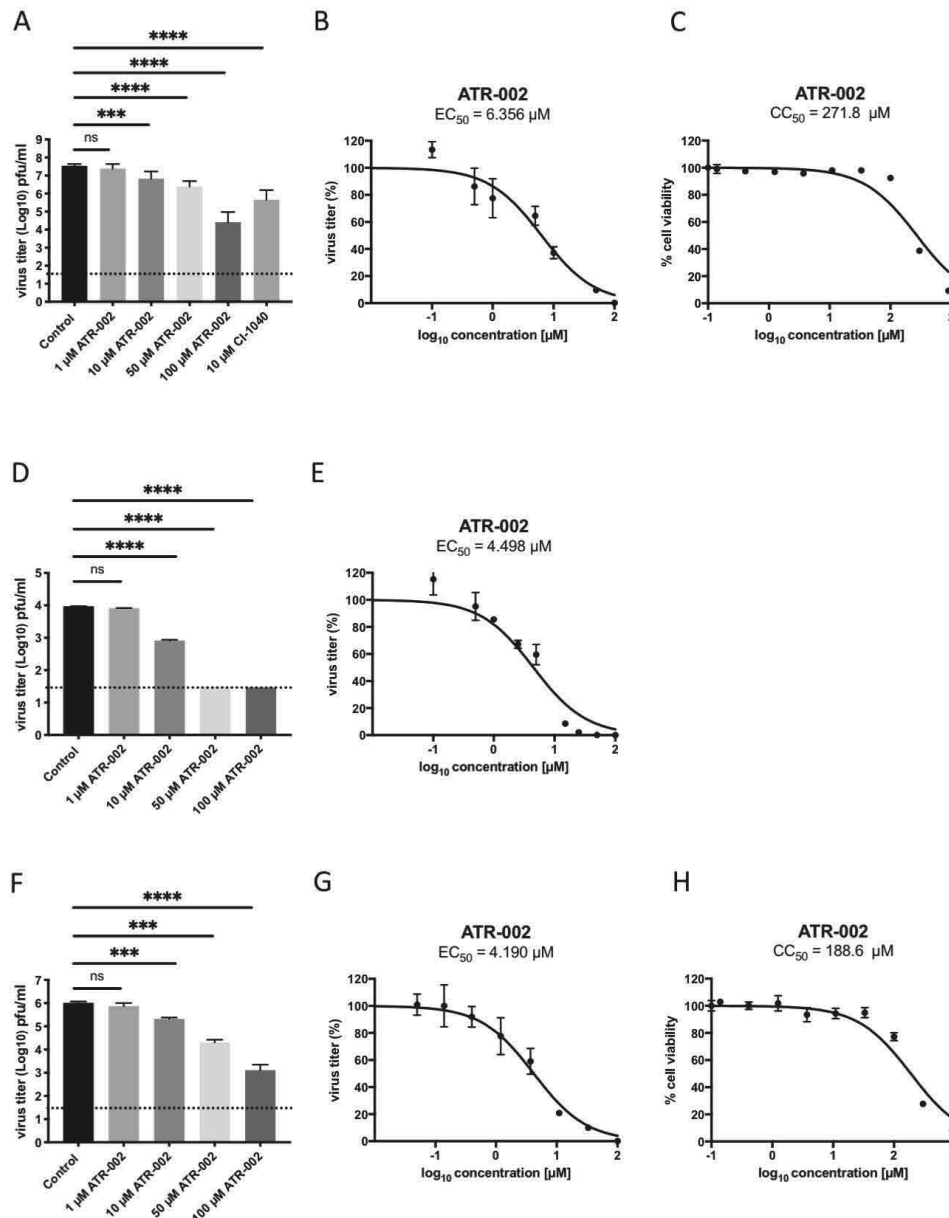 A
****
****
****
***
ns
virus titer (Log10) pfu/ml
8
7
6
5
4
3
2
1
0
Control
1 µM ATR-002
10 µM ATR-002
50 µM ATR-002
100 µM ATR-002
10 µM CI-1040
B
ATR-002
EC50 = 6.356 µM
virus titer (%)
120
100
80
60
40
20
0
-1 0 1 2
log10 concentration [µM]
C
ATR-002
CC50 = 271.8 µM
% cell viability
120
100
80
60
40
20
0
-1 0 1 2 3
log10 concentration [µM]
D
****
****
****
ns
virus titer (Log10) pfu/ml
5
4
3
2
1
0
Control
1 µM ATR-002
10 µM ATR-002
50 µM ATR-002
100 µM ATR-002
E
ATR-002
EC50 = 4.498 µM
virus titer (%)
120
100
80
60
40
20
0
-1 0 1 2
log10 concentration [µM]
F
****
***
***
ns
virus titer (Log10) pfu/ml
7
6
5
4
3
2
1
0
Control
1 µM ATR-002
10 µM ATR-002
50 µM ATR-002
100 µM ATR-002
G
ATR-002
EC50 = 4.190 µM
virus titer (%)
120
100
80
60
40
20
0
-1 0 1 2
log10 concentration [µM]
H
ATR-002
CC50 = 188.6 µM
% cell viability
120
100
80
60
40
20
0
-1 0 1 2
log10 concentration [µM]